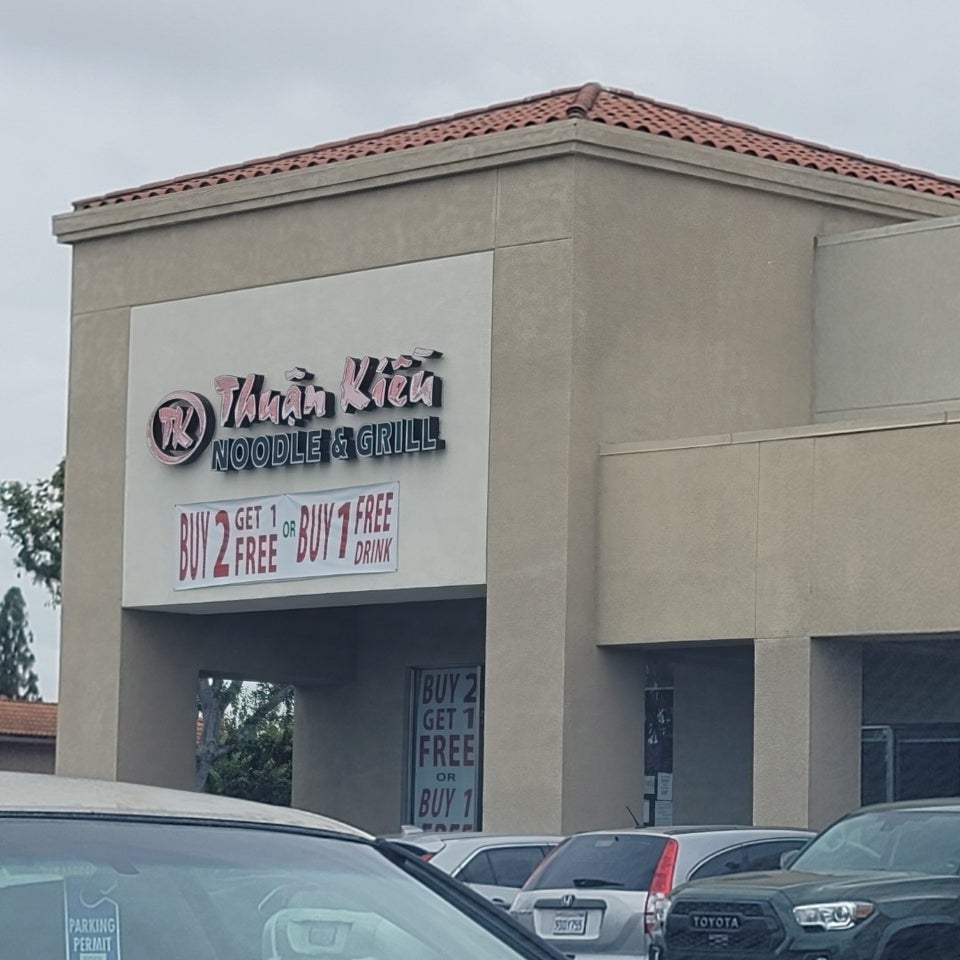 TK
Thuận Kiều
NOODLE & GRILL
BUY 2 GET 1 FREE OR BUY 1 FREE DRINK
BUY 2
GET 1
FREE
OR
BUY 1
FREE
PARKING
PERMIT
TOYOTA